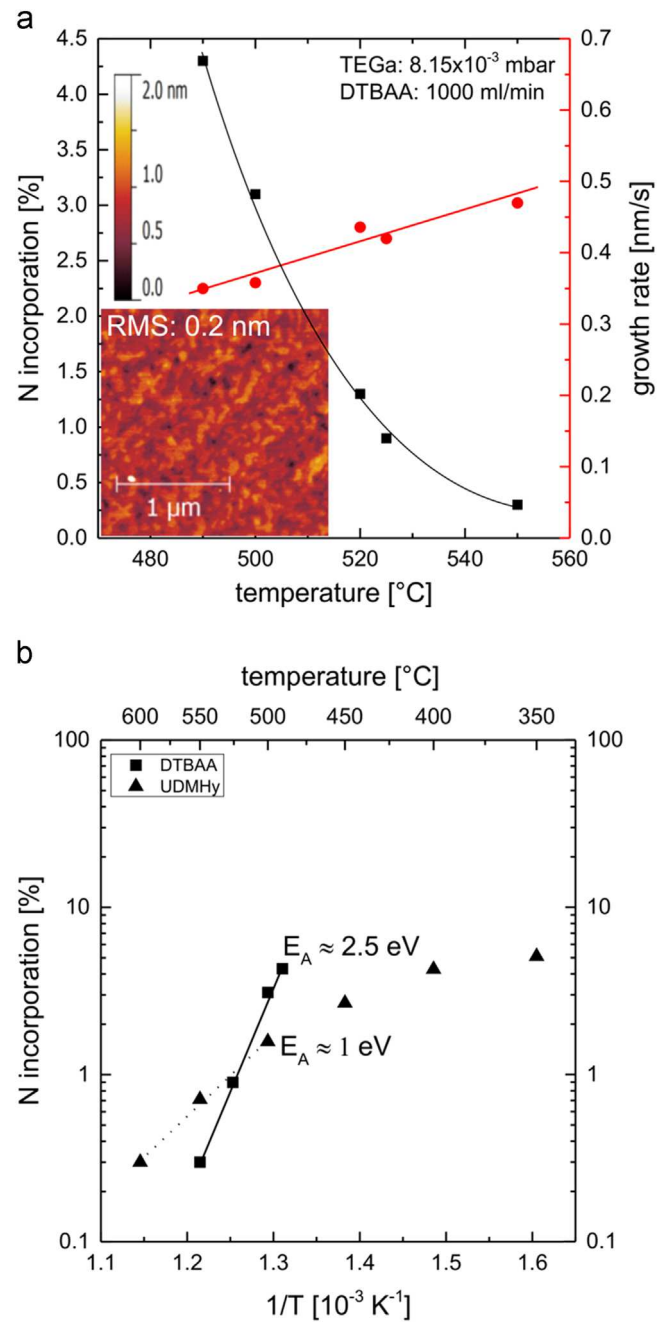 a
TEGa: 8.15x10⁻³ mbar
DTBAA: 1000 ml/min
4.5
4.0
3.5
3.0
2.5
2.0
1.5
1.0
0.5
0.0
N incorporation [%]
2.0 nm
1.0
0.5
0.0
RMS: 0.2 nm
1 µm
0.7
0.6
0.5
0.4
0.3
0.2
0.1
0.0
growth rate [nm/s]
480 500 520 540 560
temperature [°C]
b
temperature [°C]
600 550 500 450 400 350
100
10
1
0.1
N incorporation [%]
DTBAA
UDMHy
E_A ≈ 2.5 eV
E_A ≈ 1 eV
100
10
1
0.1
1.1 1.2 1.3 1.4 1.5 1.6
1/T [10⁻³ K⁻¹]